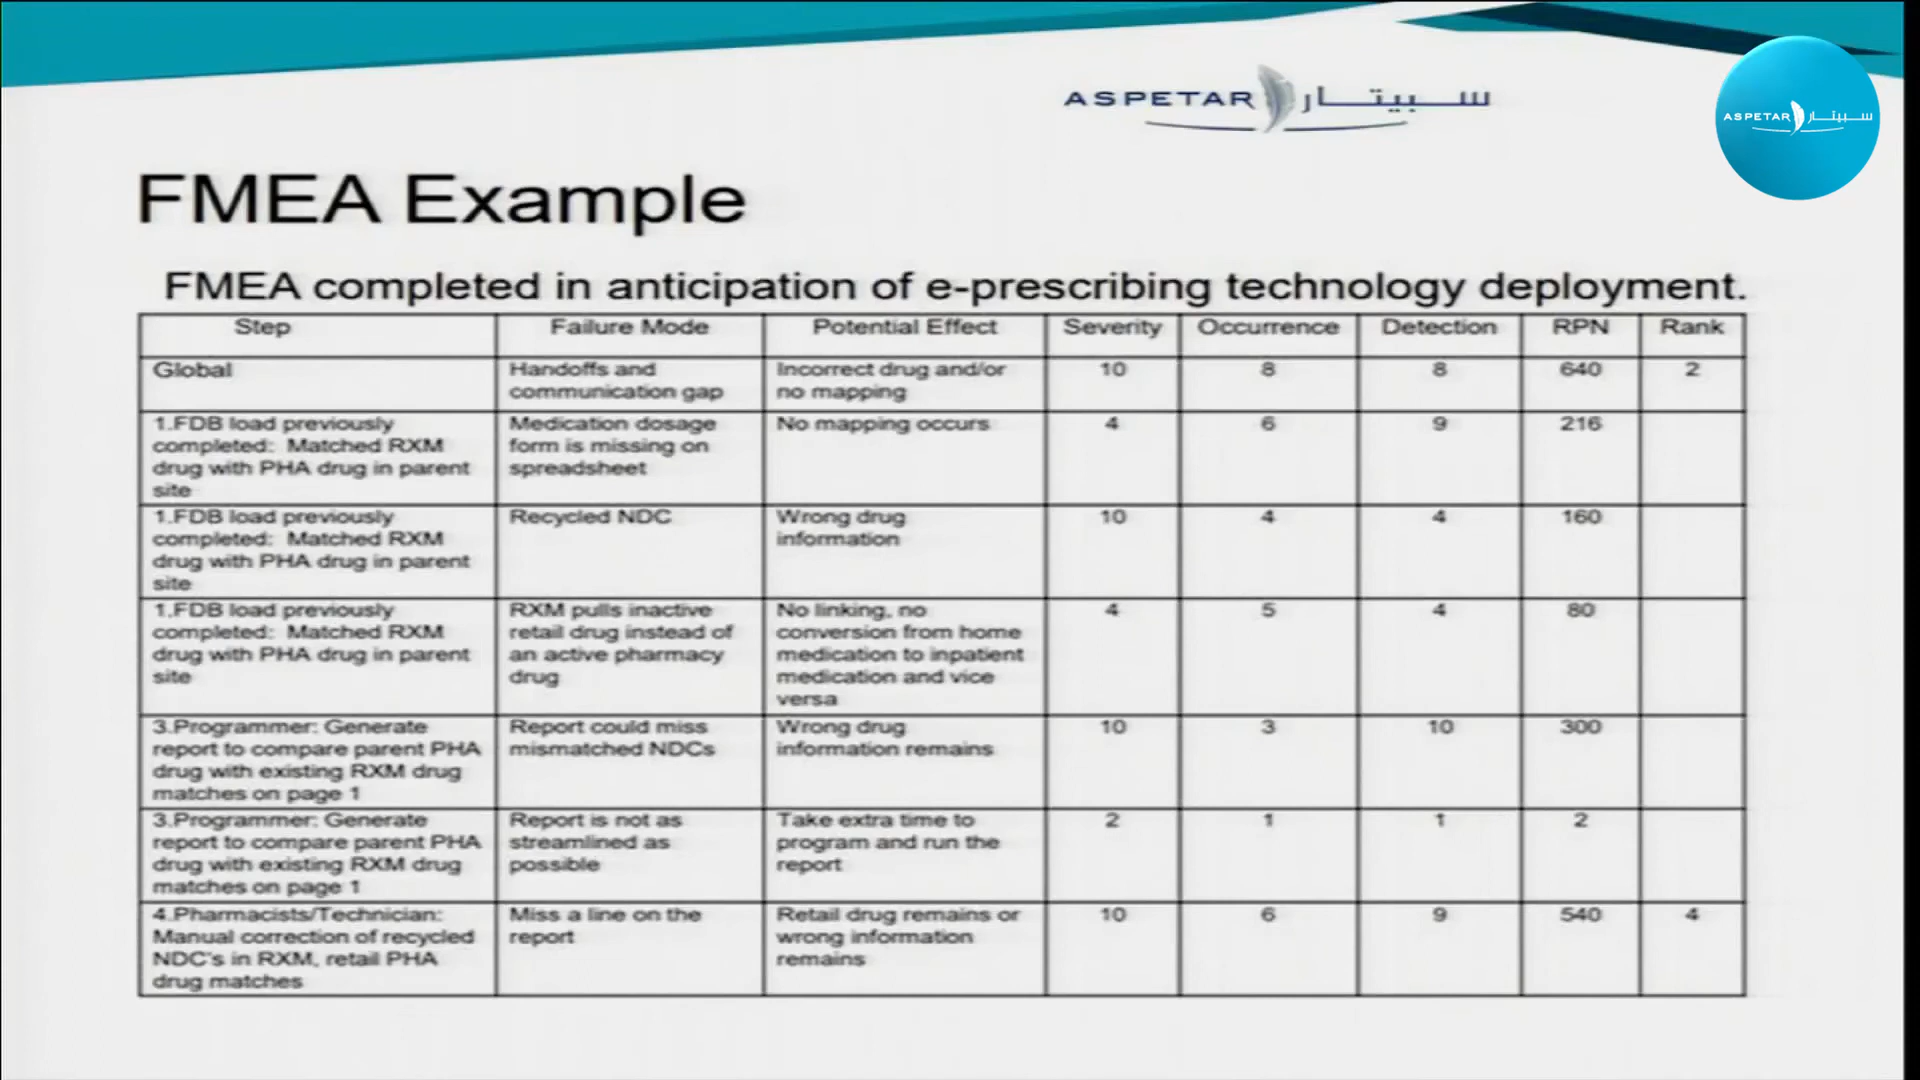 ASPETAR سبيتار
ASPETAR سبيتار
FMEA Example
FMEA completed in anticipation of e-prescribing technology deployment.
Step Failure Mode Potential Effect Severity Occurrence Detection RPN Rank
Global Handoffs and Incorrect drug and/or 10 8 8 640 2
communication gap no mapping
1.FDB load previously Medication dosage No mapping occurs 4 6 9 216
completed: Matched RXM form is missing on
drug with PHA drug in parent spreadsheet
site
1.FDB load previously Recycled NDC Wrong drug 10 4 4 160
completed: Matched RXM information
drug with PHA drug in parent
site
1.FDB load previously RXM pulls inactive No linking, no 4 5 4 80
completed: Matched RXM retail drug instead of conversion from home
drug with PHA drug in parent an active pharmacy medication to inpatient
site drug medication and vice
versa
3.Programmer: Generate Report could miss Wrong drug 10 3 10 300
report to compare parent PHA mismatched NDCs information remains
drug with existing RXM drug
matches on page 1
3.Programmer: Generate Report is not as Take extra time to 2 1 1 2
report to compare parent PHA streamlined as program and run the
drug with existing RXM drug possible report
matches on page 1
4.Pharmacists/Technician: Miss a line on the Retail drug remains or 10 6 9 540 4
Manual correction of recycled report wrong information
NDC's in RXM, retail PHA remains
drug matches